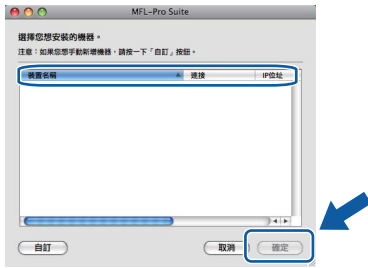 MFL-Pro Suite
選擇您想安裝的機器。
注意：如果您想手動新增機器，請按一下「自訂」按鈕。
裝置名稱 連接 IP位址
自訂 取消 確定